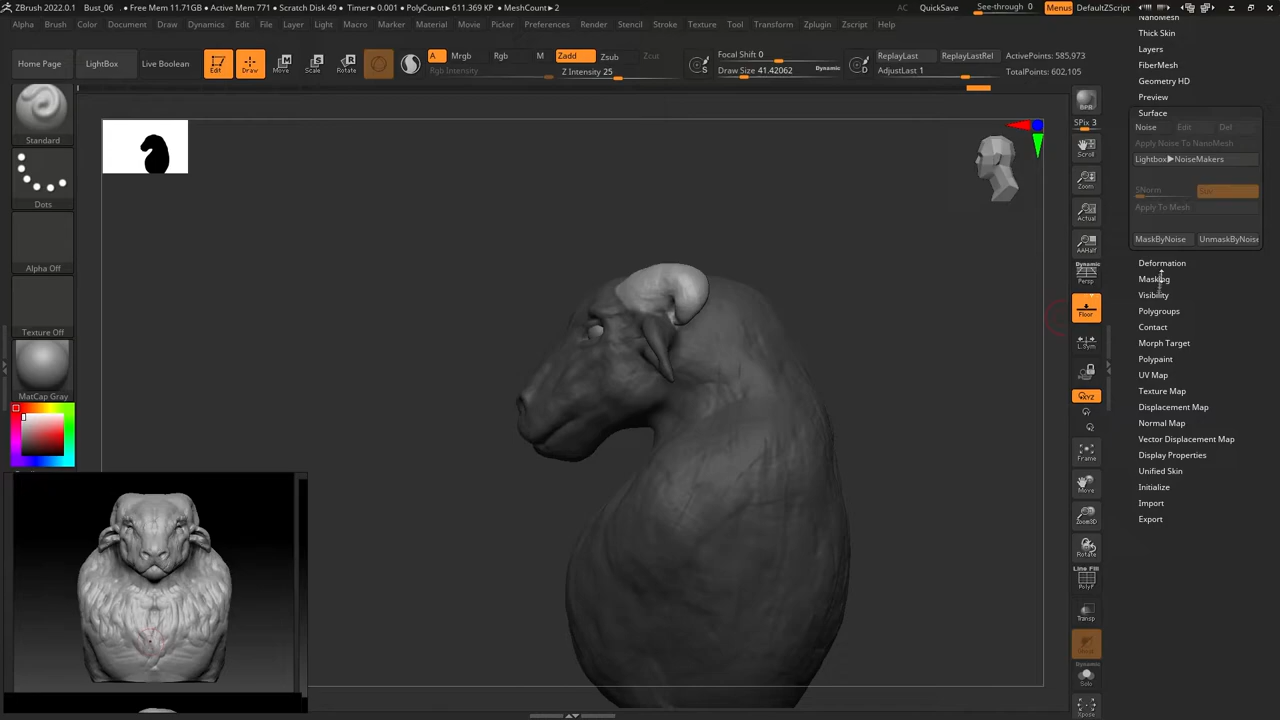 ZBrush 2022.0.1 Bust_06 • Free Mem 11.71GB • Active Mem 771 • Scratch Disk 49 • Timer▶0.001 • PolyCount▶611.369 KP • MeshCount▶2 AC QuickSave See-through 0 Menus DefaultZScript
Alpha Brush Color Document Draw Dynamics Edit File Layer Light Macro Marker Material Movie Picker Preferences Render Stencil Stroke Texture Tool Transform Zplugin Zscript Help
Home Page LightBox Live Boolean Edit Draw Move Scale Rotate A Mrgb Rgb M Zadd Zsub Zcut
Rgb Intensity Z Intensity 25
Focal Shift 0
Draw Size 41.42062 Dynamic
ReplayLast ReplayLastRel
AdjustLast 1
ActivePoints: 585,973
TotalPoints: 602,105
Standard
Dots
Alpha Off
Texture Off
MatCap Gray
S
D
BPR
SPix 3
Scroll
Zoom
Actual
AAHalf
Dynamic
Persp
Floor
L.Sym
XYZ
Frame
Move
Zoom3D
Rotate
Line Fill
PolyF
Transp
Dynamic
Solo
Xpose
NanoMesh
Thick Skin
Layers
FiberMesh
Geometry HD
Preview
Surface
Noise Edit Del
Apply Noise To NanoMesh
Lightbox▶NoiseMakers
SNorm
Apply To Mesh
MaskByNoise UnmaskByNoise
Deformation
Masking
Visibility
Polygroups
Contact
Morph Target
Polypaint
UV Map
Texture Map
Displacement Map
Normal Map
Vector Displacement Map
Display Properties
Unified Skin
Initialize
Import
Export